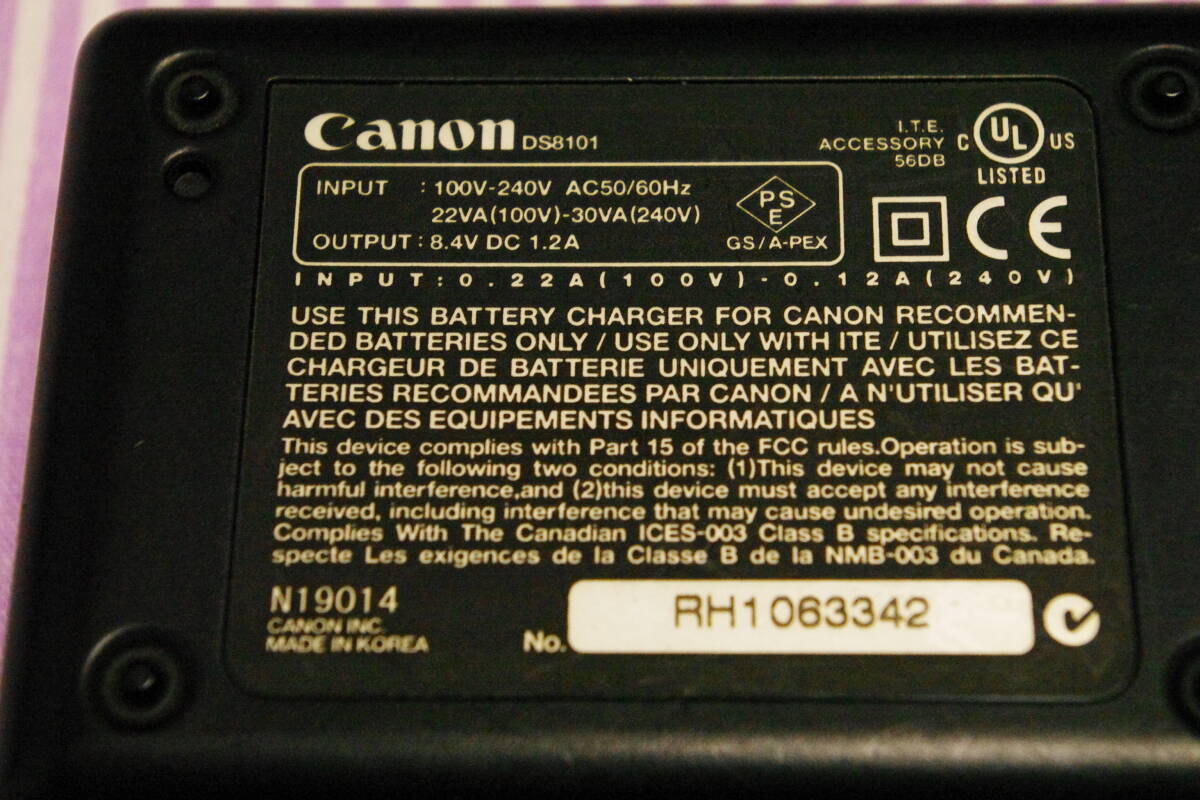 Canon DS8101
I.T.E.
ACCESSORY
56DB
C UL US
LISTED
INPUT : 100V-240V AC50/60Hz
22VA(100V)-30VA(240V)
OUTPUT : 8.4V DC 1.2A
PS
E
GS/A-PEX
CE
INPUT:0.22A(100V)-0.12A(240V)
USE THIS BATTERY CHARGER FOR CANON RECOMMEN-
DED BATTERIES ONLY / USE ONLY WITH ITE / UTILISEZ CE
CHARGEUR DE BATTERIE UNIQUEMENT AVEC LES BAT-
TERIES RECOMMANDEES PAR CANON / A N'UTILISER QU'
AVEC DES EQUIPEMENTS INFORMATIQUES
This device complies with Part 15 of the FCC rules.Operation is sub-
ject to the following two conditions: (1)This device may not cause
harmful interference,and (2)this device must accept any interference
received, including interference that may cause undesired operation.
Complies With The Canadian ICES-003 Class B specifications. Re-
specte Les exigences de la Classe B de la NMB-003 du Canada.
N19014
CANON INC.
MADE IN KOREA
No. RH1063342